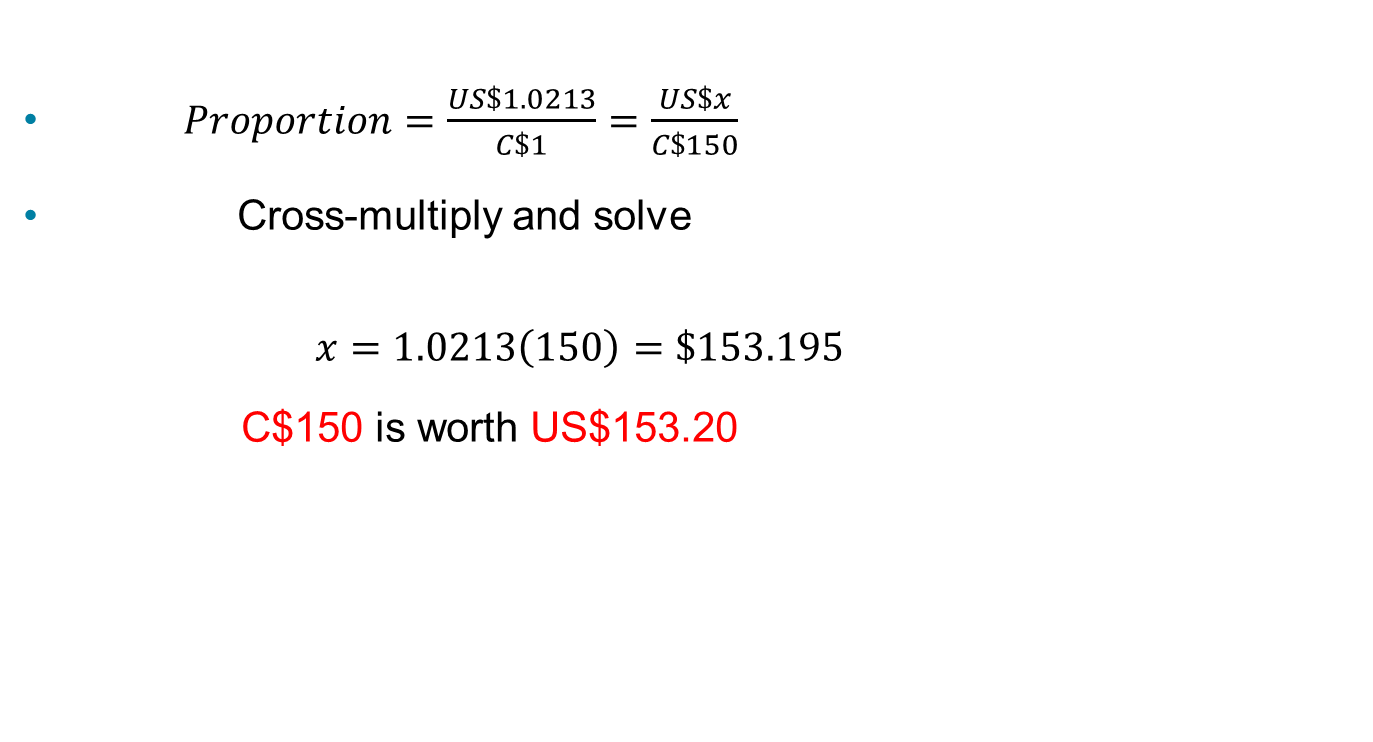 • Proportion = US$1.0213/C$1 = US$x/C$150
• Cross-multiply and solve
x = 1.0213(150) = $153.195
C$150 is worth US$153.20